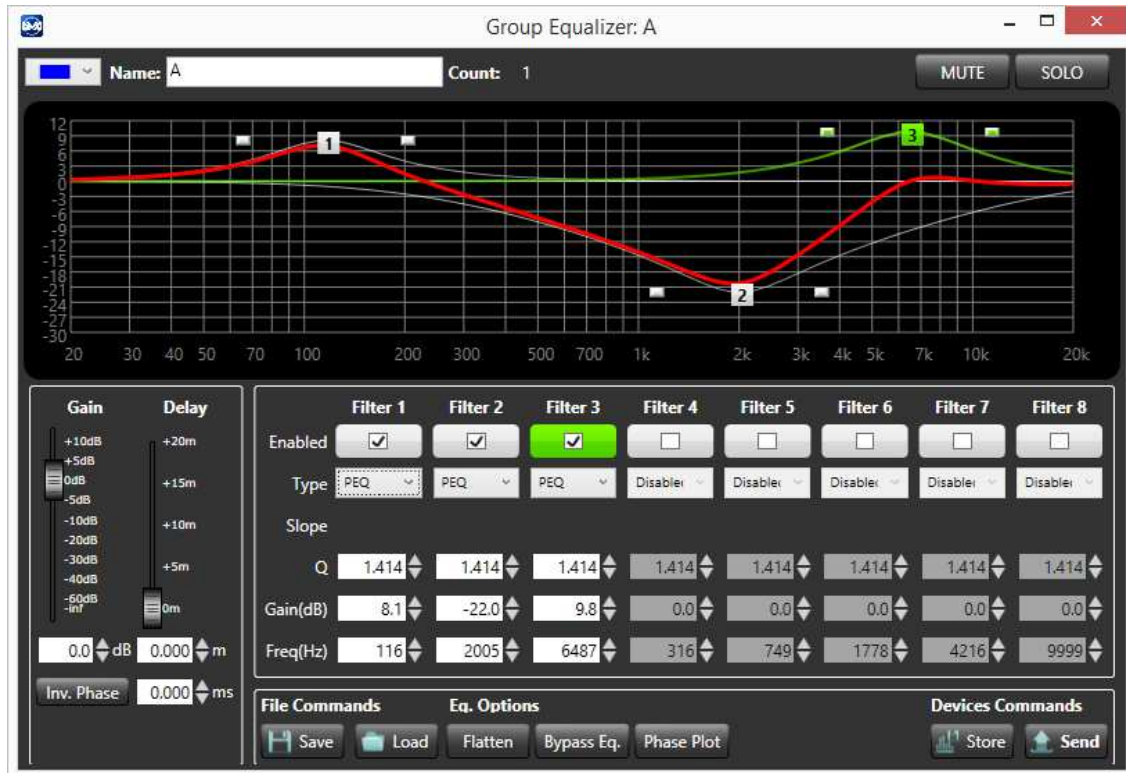 Group Equalizer: A
Name: A Count: 1 MUTE SOLO
12
9
6
3
0
-3
-6
-9
-12
-15
-18
-21
-24
-27
-30
1
2
3
20 30 40 50 70 100 200 300 500 700 1k 2k 3k 4k 5k 7k 10k 20k
Gain Delay
+10dB +20m
+5dB
0dB +15m
-5dB
-10dB +10m
-20dB
-30dB +5m
-40dB
-60dB
-inf 0m
0.0 dB 0.000 m
Inv. Phase 0.000 ms
Filter 1 Filter 2 Filter 3 Filter 4 Filter 5 Filter 6 Filter 7 Filter 8
Enabled
Type PEQ PEQ PEQ Disable Disable Disable Disable Disable
Slope
Q 1.414 1.414 1.414 1.414 1.414 1.414 1.414 1.414
Gain(dB) 8.1 -22.0 9.8 0.0 0.0 0.0 0.0 0.0
Freq(Hz) 116 2005 6487 316 749 1778 4216 9999
File Commands Eq. Options Devices Commands
Save Load Flatten Bypass Eq. Phase Plot Store Send